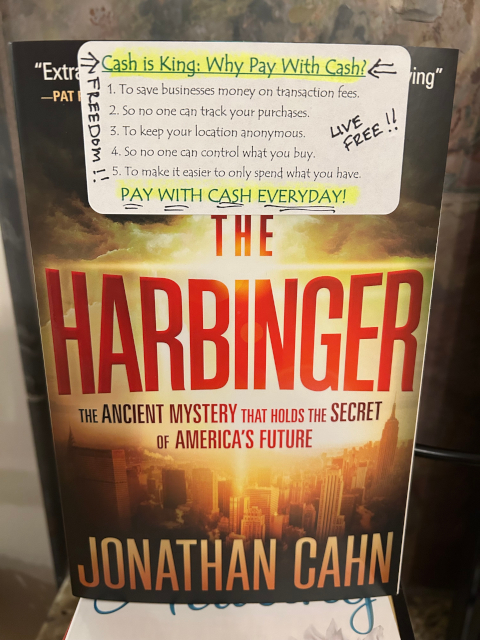 "Extra
ving"
—PAT
Cash is King: Why Pay With Cash?
FREEDOM!!
1. To save businesses money on transaction fees.
2. So no one can track your purchases.
3. To keep your location anonymous.
4. So no one can control what you buy.
5. To make it easier to only spend what you have.
LIVE
FREE!!
PAY WITH CASH EVERYDAY!
THE
HARBINGER
THE ANCIENT MYSTERY THAT HOLDS THE SECRET
OF AMERICA'S FUTURE
JONATHAN CAHN